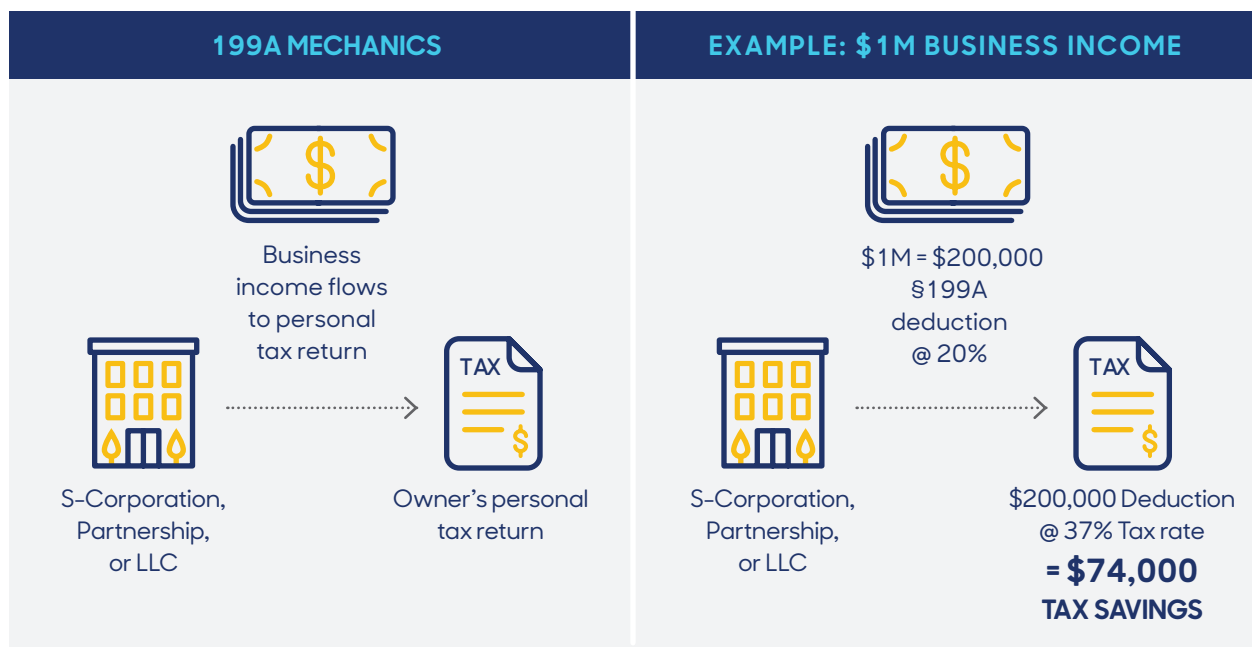 199A MECHANICS
Business
income flows
to personal
tax return
TAX
S-Corporation,
Partnership,
or LLC
Owner's personal
tax return
EXAMPLE: $1M BUSINESS INCOME
$1M = $200,000
§199A
deduction
@ 20%
TAX
S-Corporation,
Partnership,
or LLC
$200,000 Deduction
@ 37% Tax rate
= $74,000
TAX SAVINGS